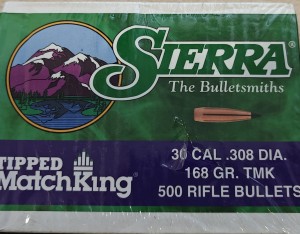 SIERRA
The Bulletsmiths
TIPPED
MatchKing
30 CAL .308 DIA.
168 GR. TMK
500 RIFLE BULLETS